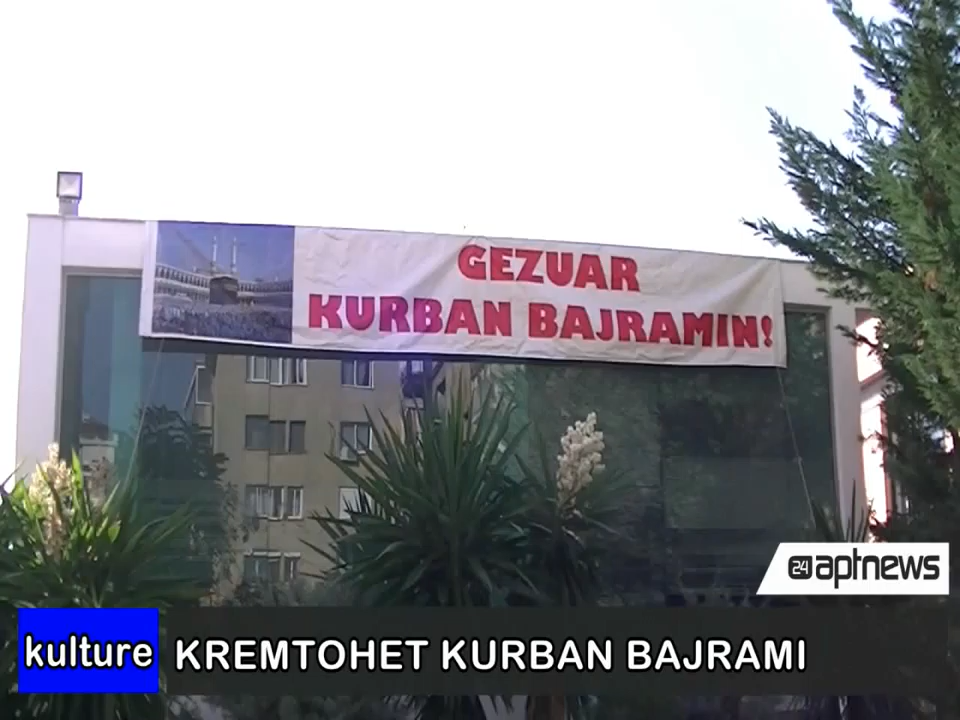 GEZUAR
KURBAN BAJRAMIN!
24 aptnews
kulture
KREMTOHET KURBAN BAJRAMI